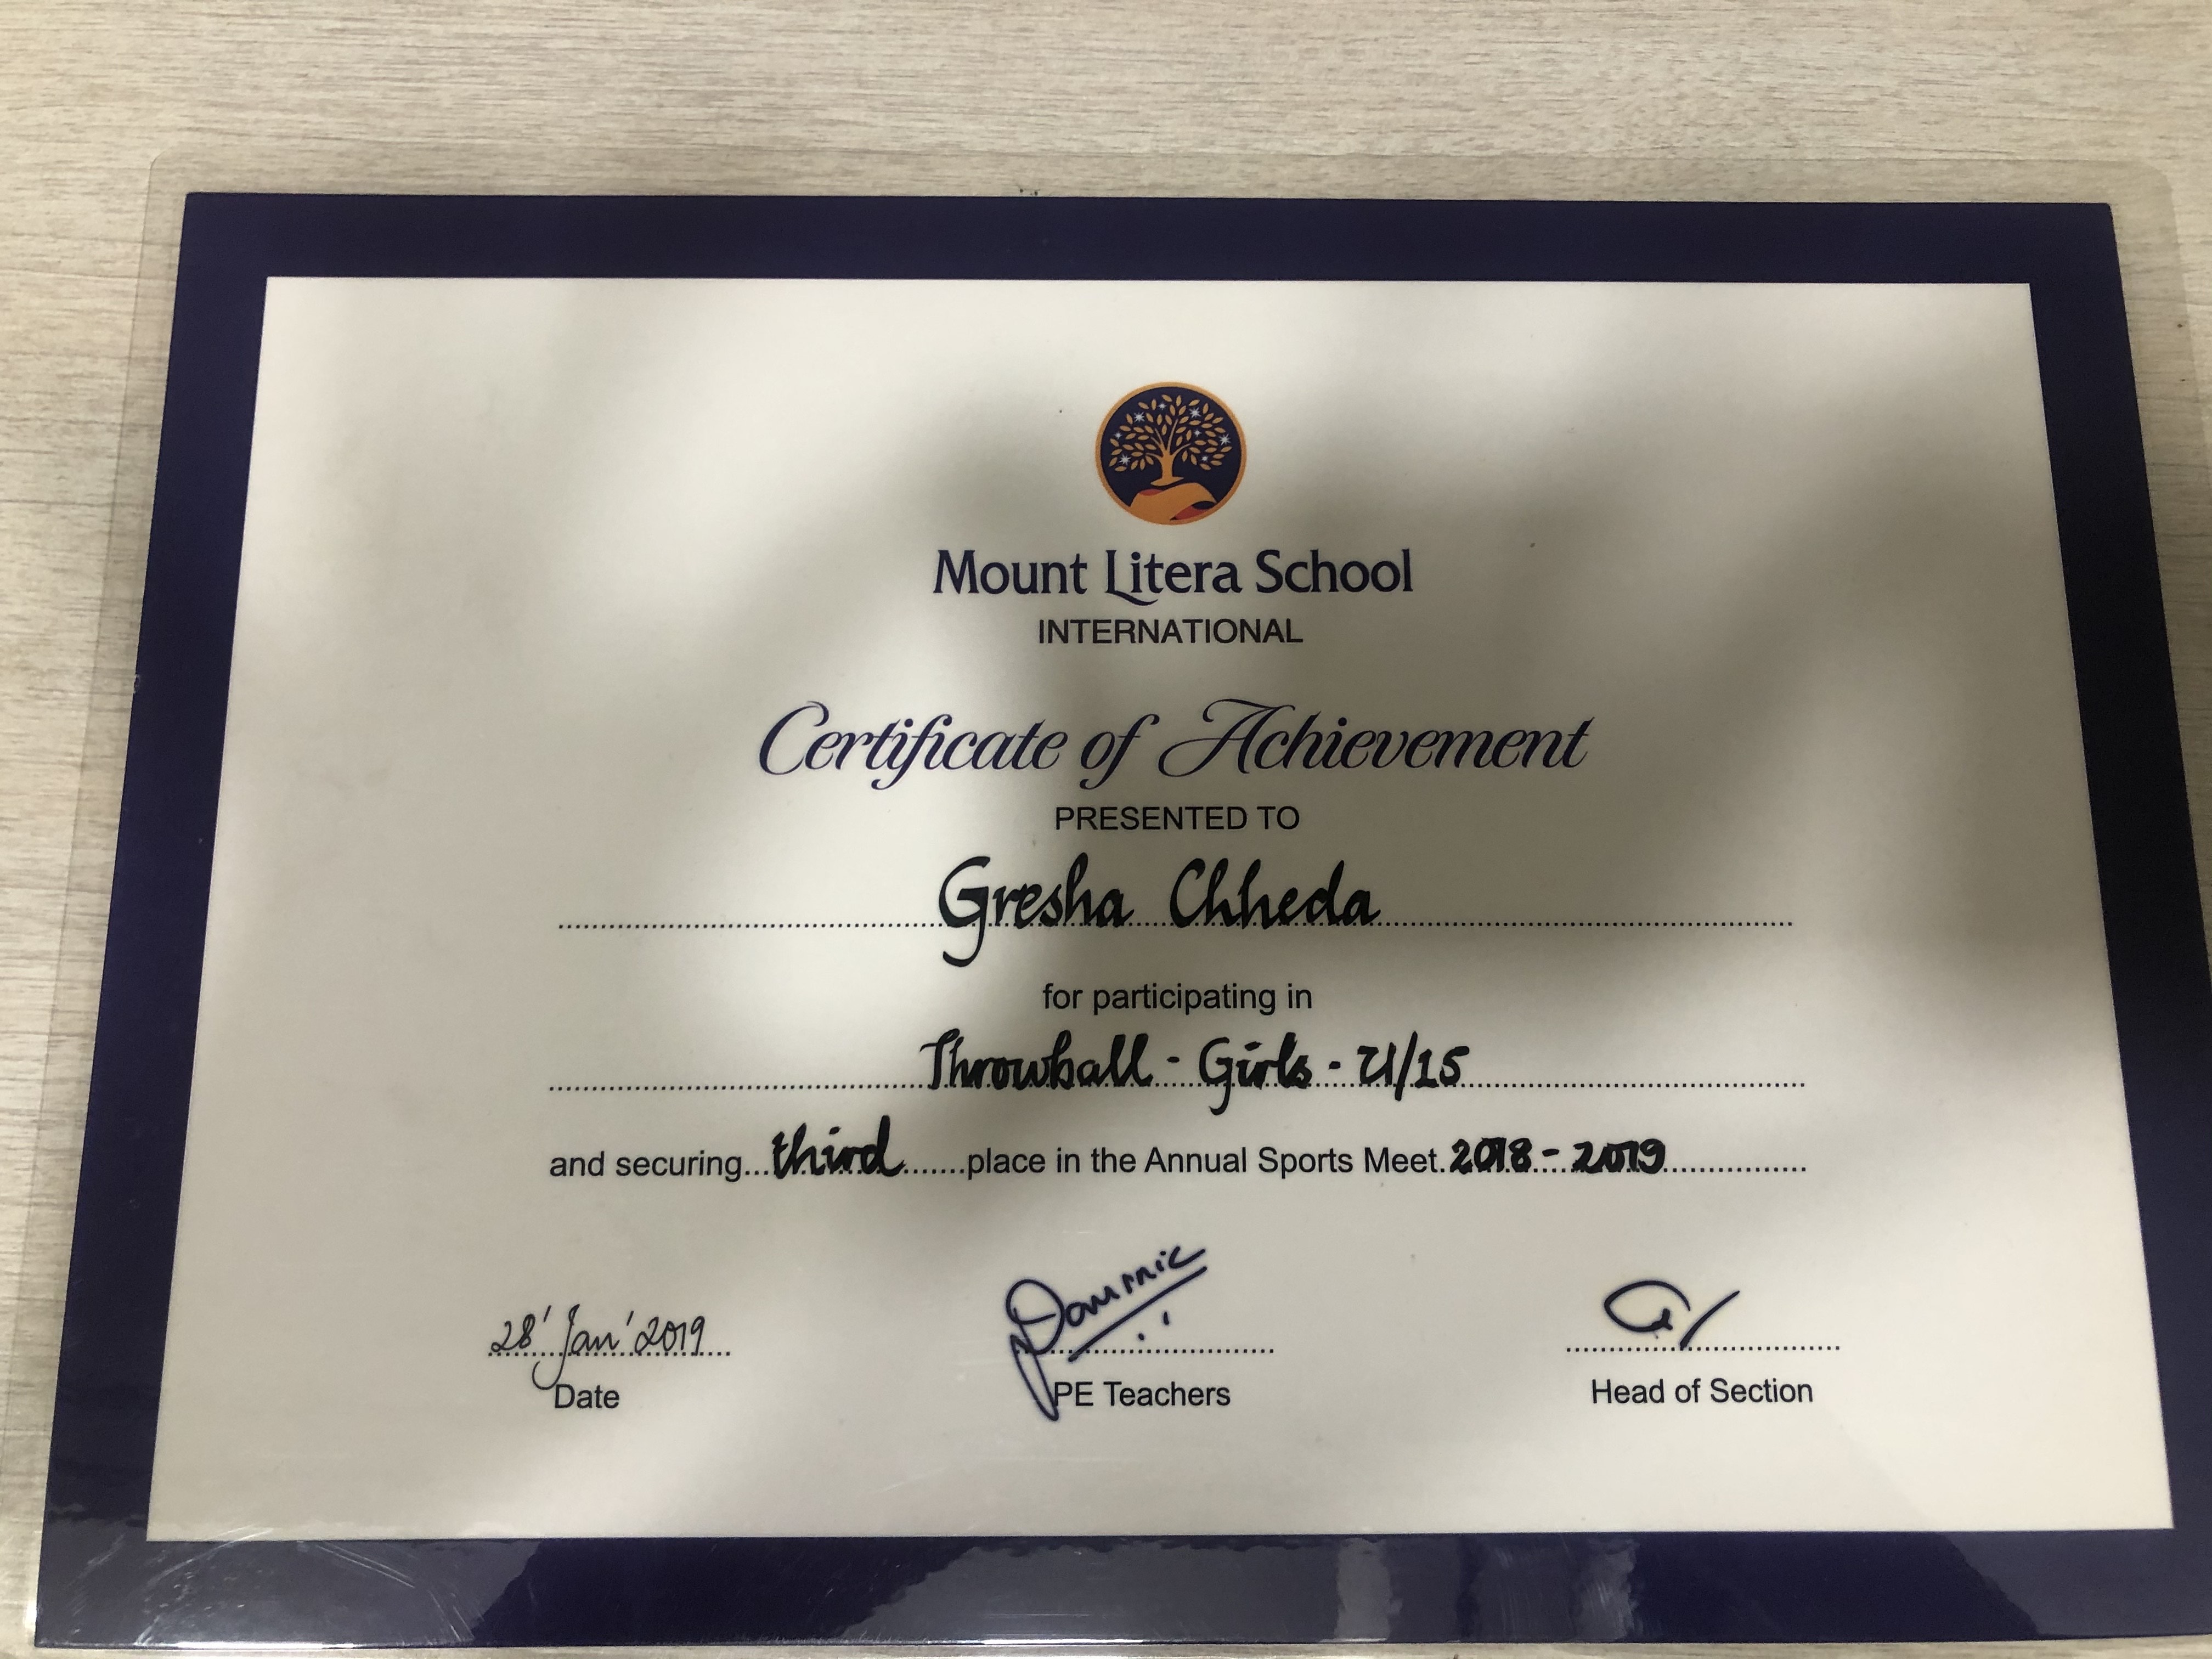 Mount Litera School
INTERNATIONAL
Certificate of Achievement
PRESENTED TO
Gresha Chheda
for participating in
Throwball - Girls - U/15
and securing...third.......place in the Annual Sports Meet.2018 - 2019
28' Jan' 2019
Dominic
Date
PE Teachers
Head of Section